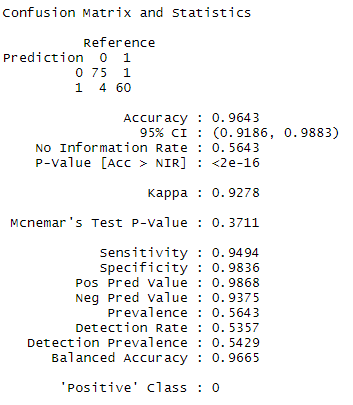 Confusion Matrix and Statistics
Reference
Prediction 0 1
0 75 1
1 4 60
Accuracy : 0.9643
95% CI : (0.9186, 0.9883)
No Information Rate : 0.5643
P-Value [Acc > NIR] : <2e-16
Kappa : 0.9278
Mcnemar's Test P-Value : 0.3711
Sensitivity : 0.9494
Specificity : 0.9836
Pos Pred Value : 0.9868
Neg Pred Value : 0.9375
Prevalence : 0.5643
Detection Rate : 0.5357
Detection Prevalence : 0.5429
Balanced Accuracy : 0.9665
'Positive' Class : 0